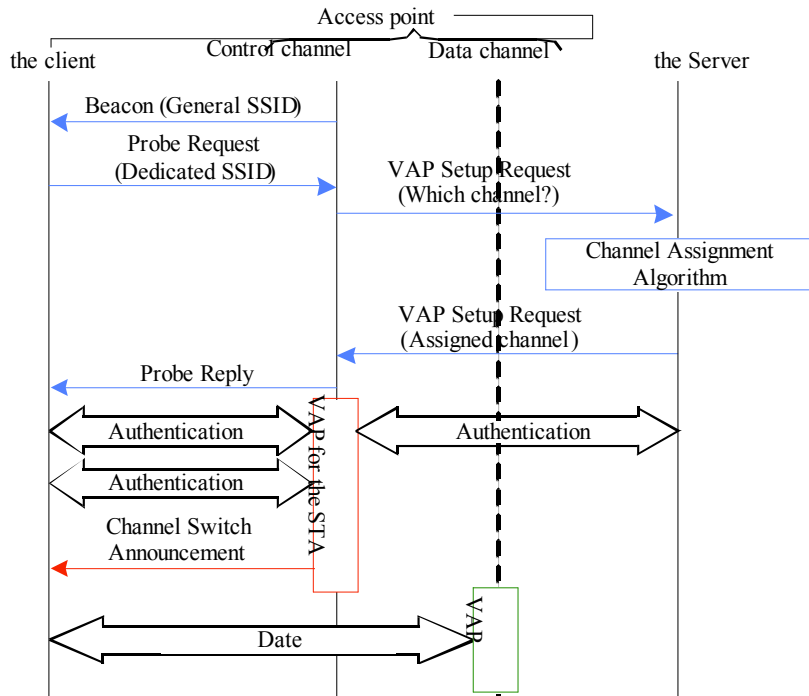 Access point
Control channel
Data channel
the client
the Server
Beacon (General SSID)
Probe Request
(Dedicated SSID)
VAP Setup Request
(Which channel?)
Channel Assignment
Algorithm
VAP Setup Request
(Assigned channel)
Probe Reply
VAP for the STA
Authentication
Authentication
Authentication
Channel Switch
Announcement
VAP
Date